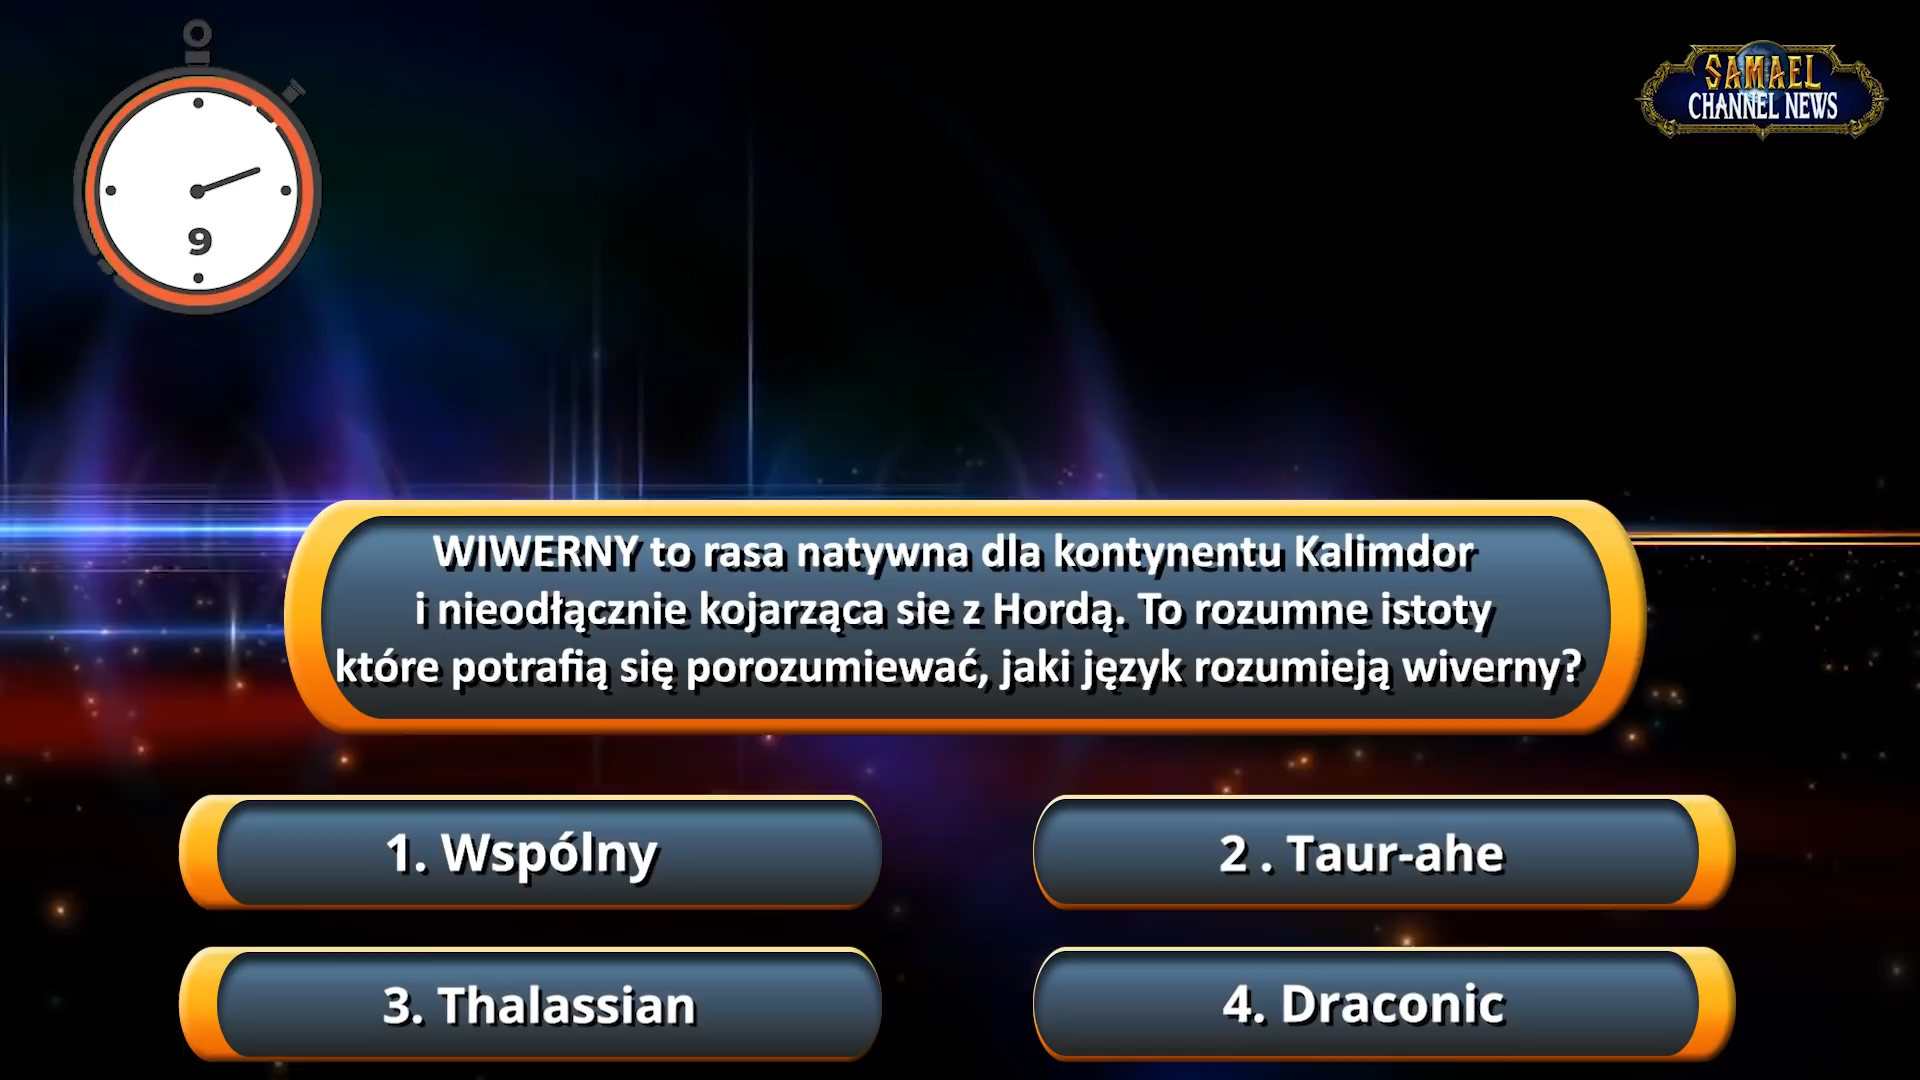 SAMAEL
CHANNEL NEWS
9
WIWERNY to rasa natywna dla kontynentu Kalimdor
i nieodłącznie kojarząca sie z Hordą. To rozumne istoty
które potrafią się porozumiewać, jaki język rozumieją wiverny?
1. Wspólny
2 . Taur-ahe
3. Thalassian
4. Draconic